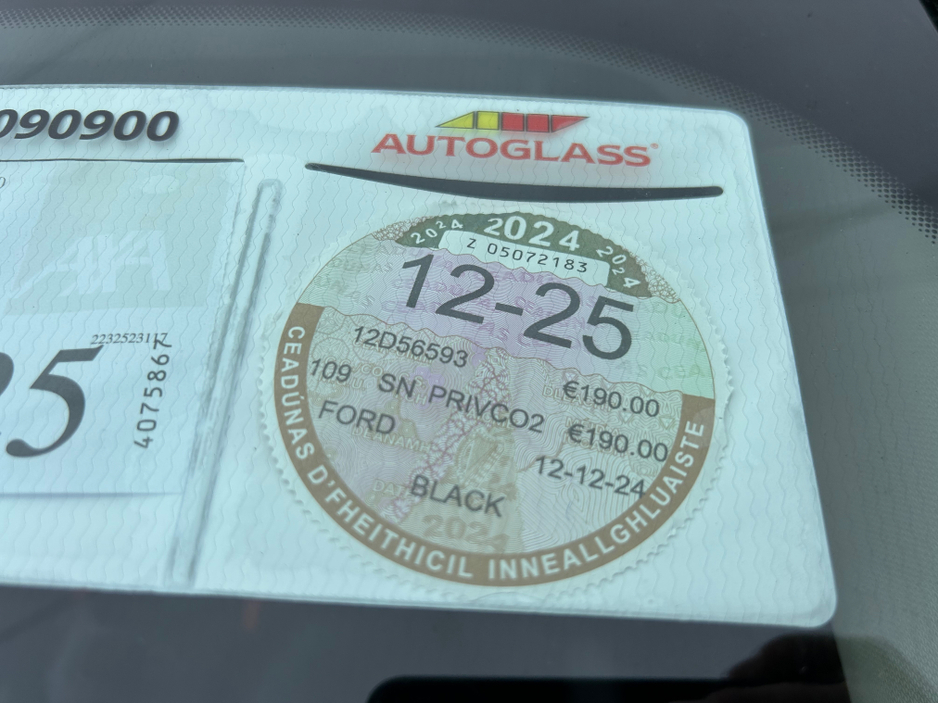 090900
AUTOGLASS®
2024 2024 2024
Z 05072183
12-25
12D56593
€190.00
109 SN PRIVCO2 €190.00
FORD
12-12-24
BLACK
2024
CEADÚNAS D'FHEITHICIL INNEALLGHLUAISTE
2232523117
25
4075867